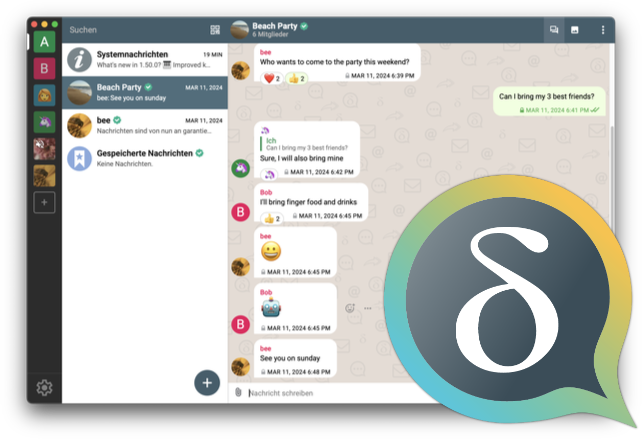 A
B
+
Suchen
Systemnachrichten 19 MIN
What's new in 1.50.0? 🏧 Improved k...
Beach Party MAR 11, 2024
bee: See you on sunday
bee MAR 11, 2024
Nachrichten sind von nun an garantie...
Gespeicherte Nachrichten
Keine Nachrichten.
+
Beach Party
6 Mitglieder
bee
Who wants to come to the party this weekend?
❤️ 2 👍 2 MAR 11, 2024 6:39 PM
Can I bring my 3 best friends?
MAR 11, 2024 6:41 PM
Ich
Can I bring my 3 best friends?
Sure, I will also bring mine
MAR 11, 2024 6:42 PM
Bob
I'll bring finger food and drinks
B
👍 2 MAR 11, 2024 6:45 PM
bee
😀
MAR 11, 2024 6:45 PM
Bob
🤖
B
MAR 11, 2024 6:45 PM
bee
See you on sunday
MAR 11, 2024 6:48 PM
Nachricht schreiben
δ